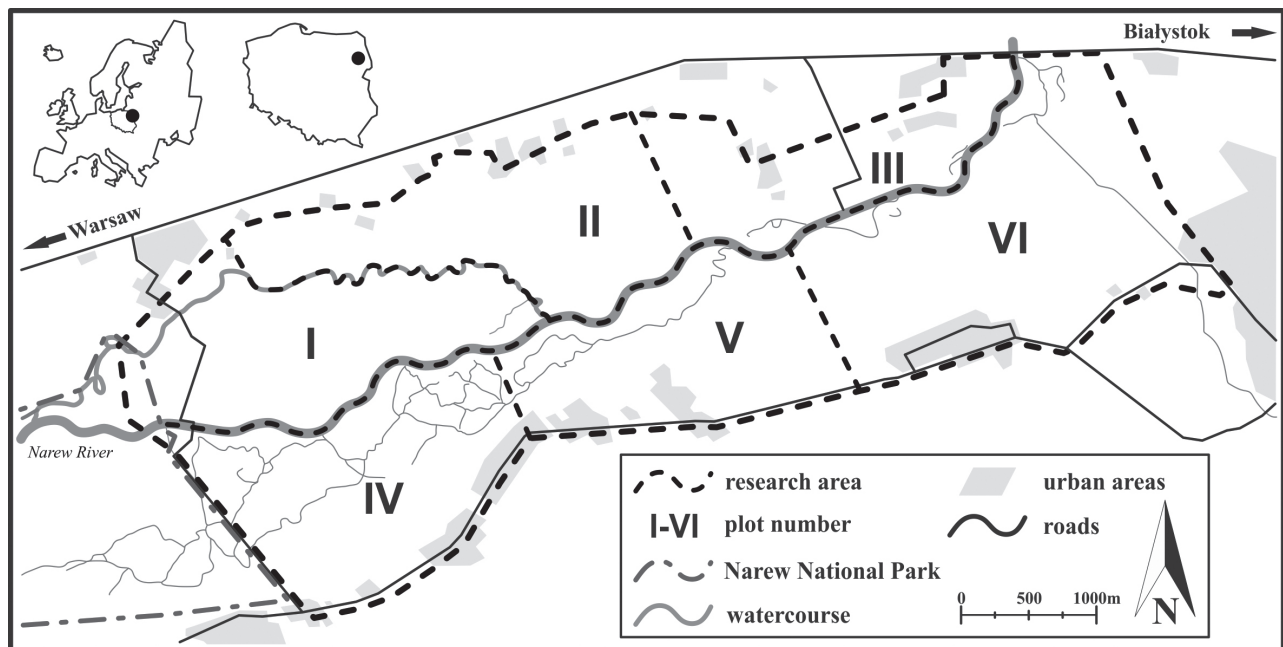 Białystok
Warsaw
II
III
VI
I
V
Narew River
IV
research area
urban areas
I-VI plot number
roads
Narew National Park
watercourse
0 500 1000m
N